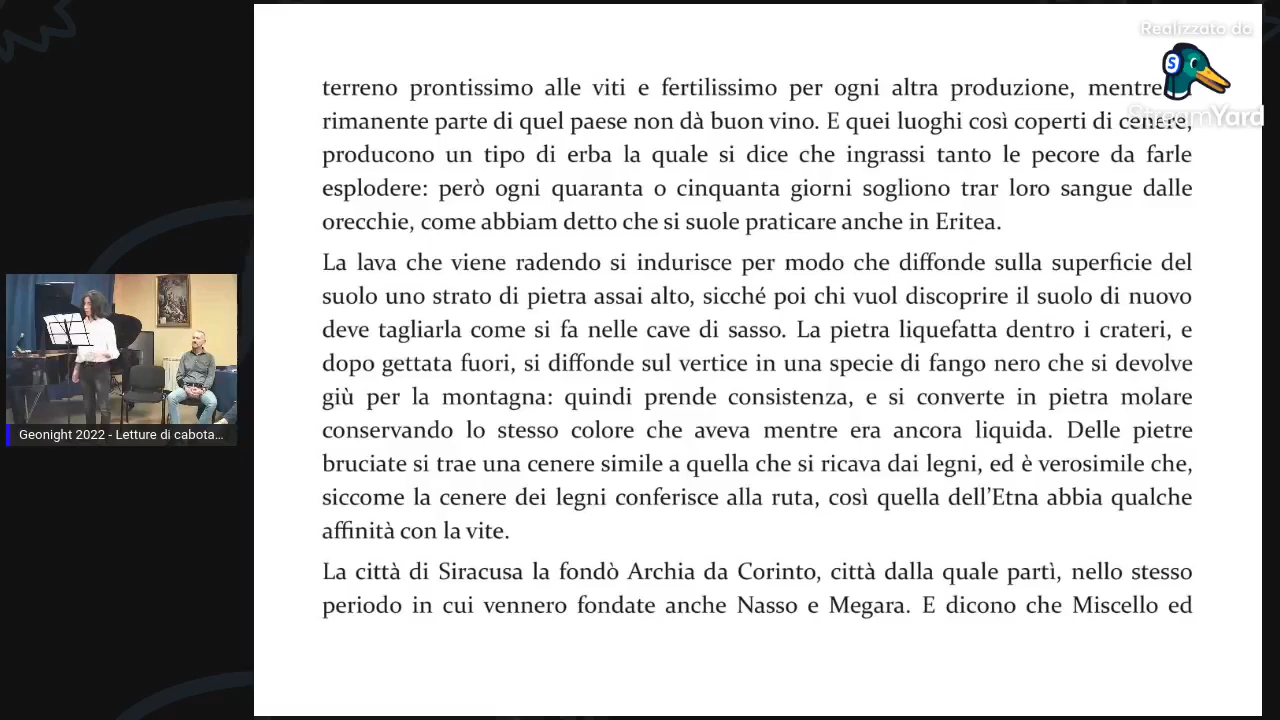 Realizzato da
StreamYard
terreno prontissimo alle viti e fertilissimo per ogni altra produzione, mentre
rimanente parte di quel paese non dà buon vino. E quei luoghi così coperti di cenere,
producono un tipo di erba la quale si dice che ingrassi tanto le pecore da farle
esplodere: però ogni quaranta o cinquanta giorni sogliono trar loro sangue dalle
orecchie, come abbiam detto che si suole praticare anche in Eritea.
La lava che viene radendo si indurisce per modo che diffonde sulla superficie del
suolo uno strato di pietra assai alto, sicché poi chi vuol discoprire il suolo di nuovo
deve tagliarla come si fa nelle cave di sasso. La pietra liquefatta dentro i crateri, e
dopo gettata fuori, si diffonde sul vertice in una specie di fango nero che si devolve
giù per la montagna: quindi prende consistenza, e si converte in pietra molare
conservando lo stesso colore che aveva mentre era ancora liquida. Delle pietre
bruciate si trae una cenere simile a quella che si ricava dai legni, ed è verosimile che,
siccome la cenere dei legni conferisce alla ruta, così quella dell’Etna abbia qualche
affinità con la vite.
La città di Siracusa la fondò Archia da Corinto, città dalla quale partì, nello stesso
periodo in cui vennero fondate anche Nasso e Megara. E dicono che Miscello ed
Geonight 2022 - Letture di cabota…